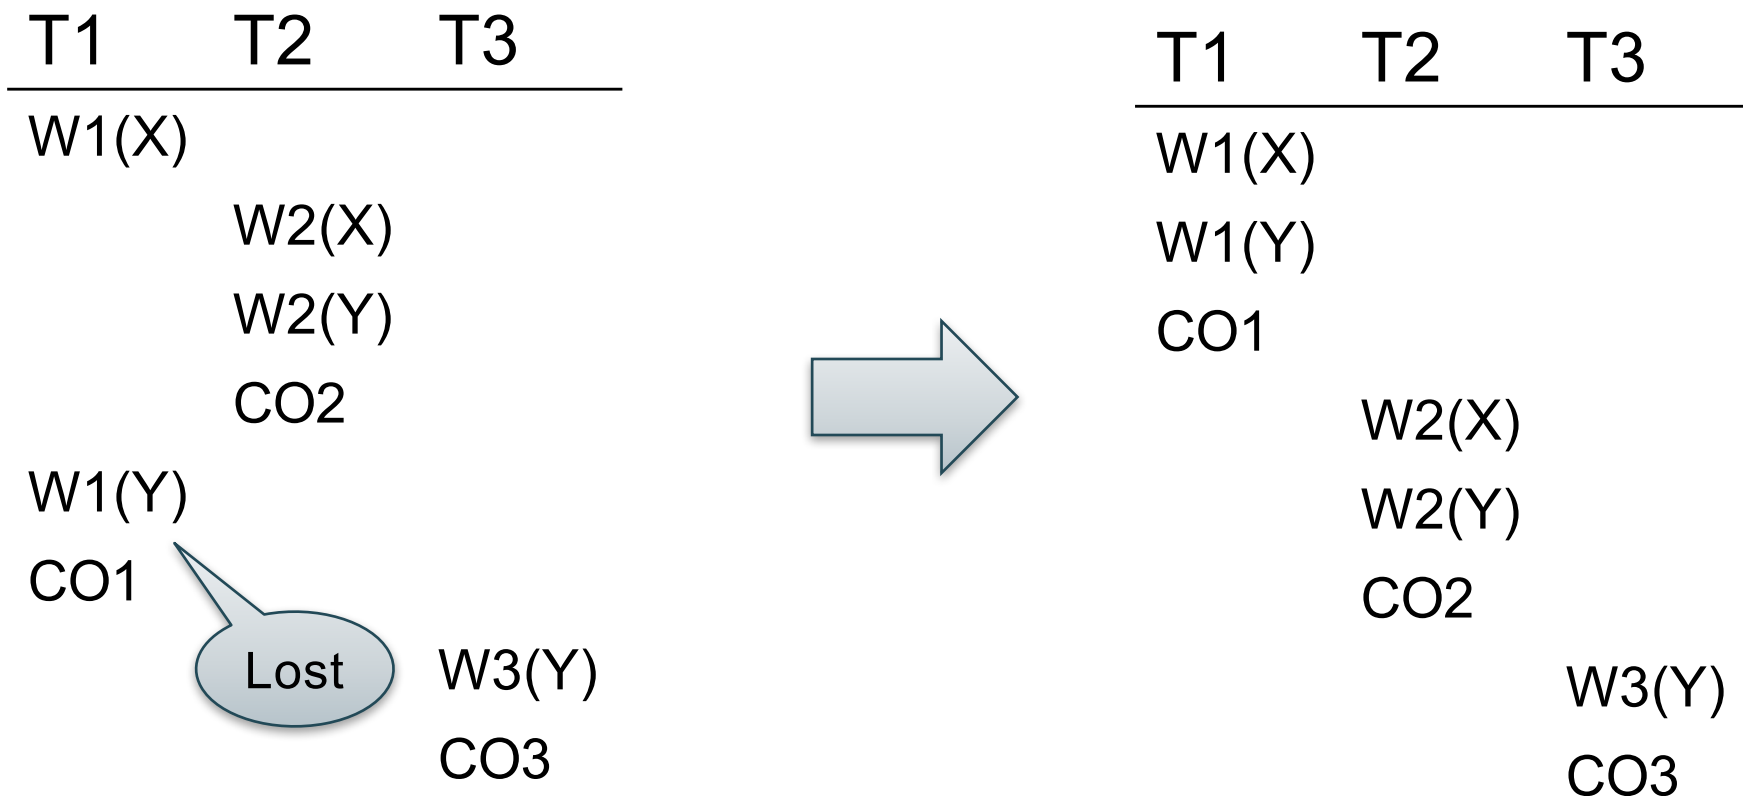 T1 T2 T3
W1(X)
W2(X)
W2(Y)
CO2
W1(Y)
CO1
Lost
W3(Y)
CO3
T1 T2 T3
W1(X)
W1(Y)
CO1
W2(X)
W2(Y)
CO2
W3(Y)
CO3